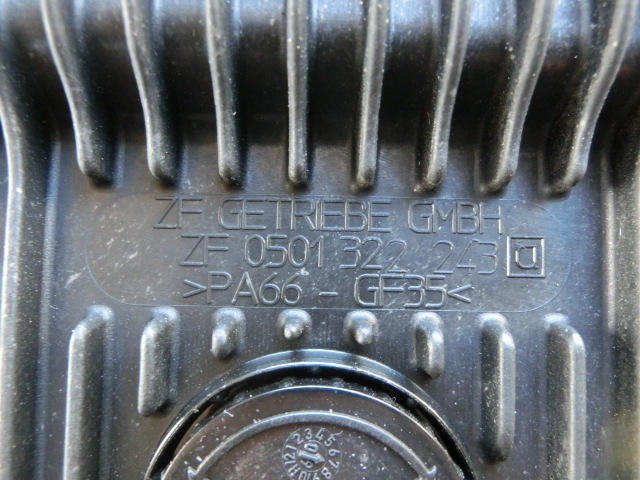 ZF GETRIEBE GMBH
ZF 0501 322 243
>PA66 - GF35<